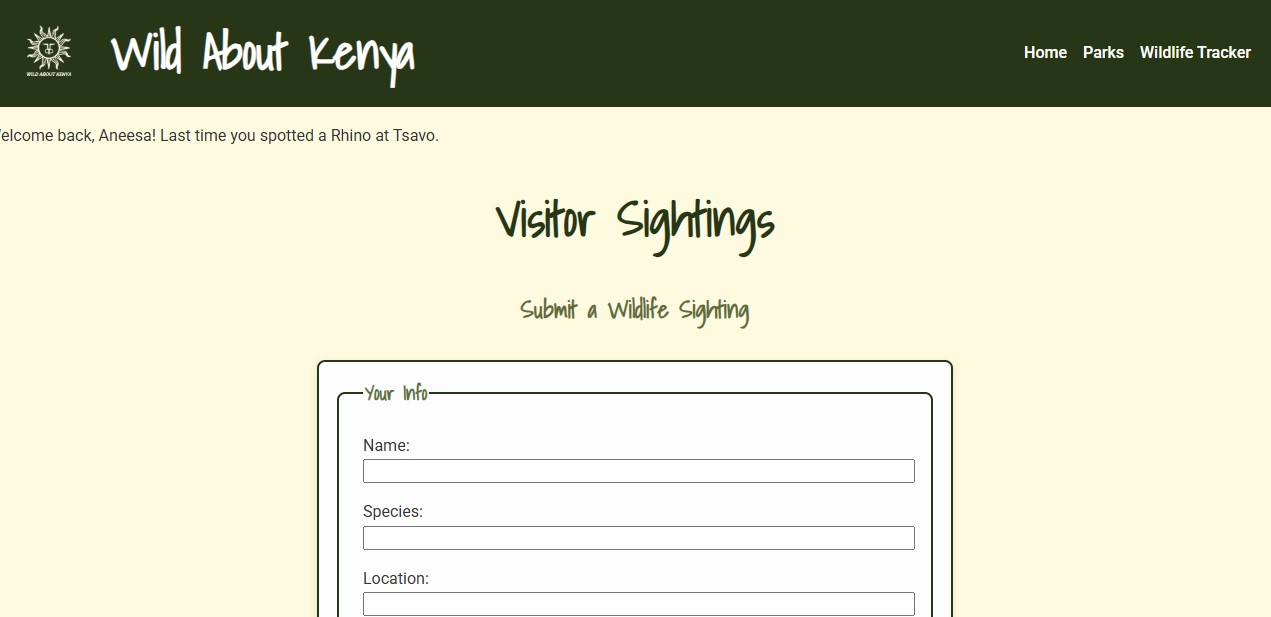 WILD ABOUT KENYA
Wild About Kenya
Home Parks Wildlife Tracker
elcome back, Aneesa! Last time you spotted a Rhino at Tsavo.
Visitor Sightings
Submit a Wildlife Sighting
Your Info
Name:
Species:
Location: